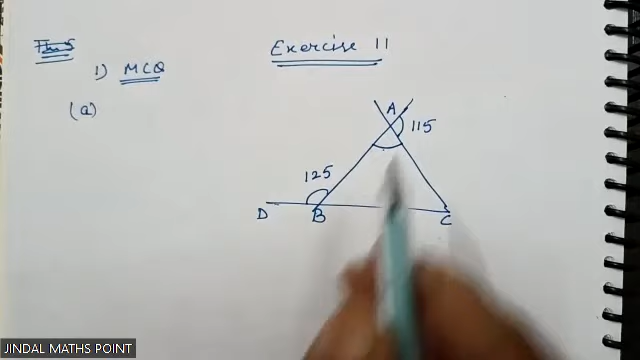 Exercise 11
1) MCQ
(a)
A
115
125
D
B
C
JINDAL MATHS POINT